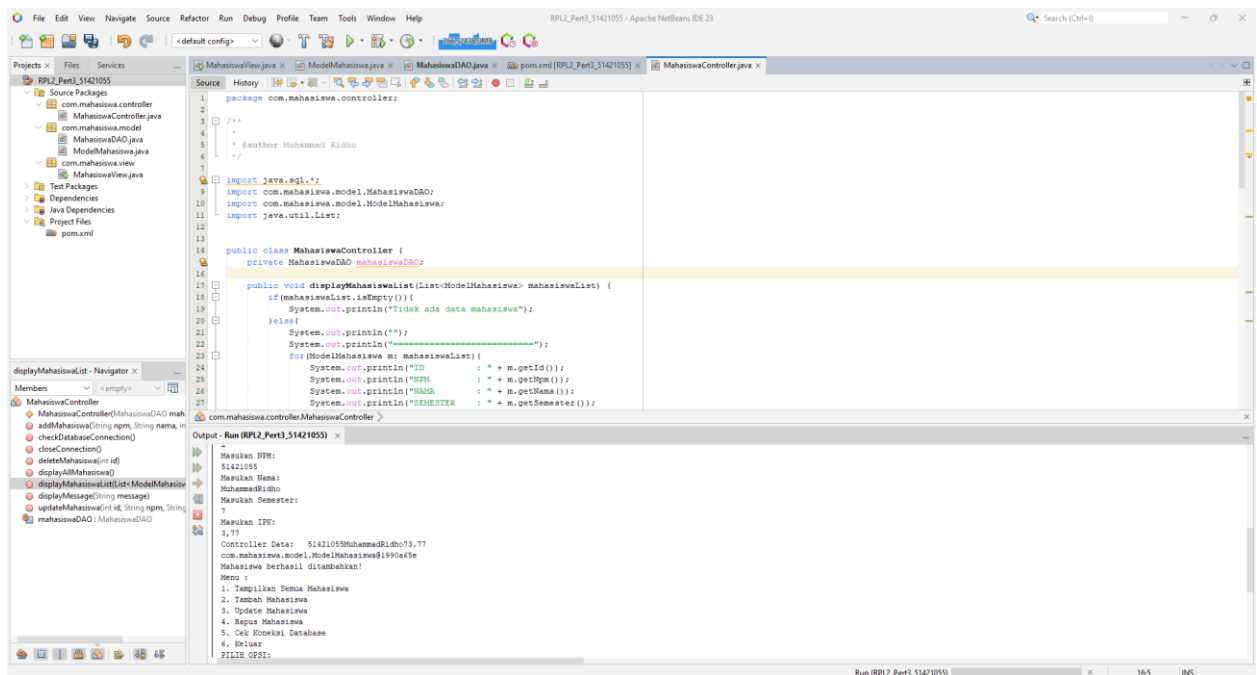 File Edit View Navigate Source Refactor Run Debug Profile Team Tools Window Help
RPL2_Pert3_51421055 - Apache NetBeans IDE 23
Search (Ctrl+I)
<default config>
Projects
Files
Services
MahasiswaView.java
ModelMahasiswa.java
MahasiswaDAO.java
pom.xml [RPL2_Pert3_51421055]
MahasiswaController.java
RPL2_Pert3_51421055
Source Packages
com.mahasiswa.controller
MahasiswaController.java
com.mahasiswa.model
MahasiswaDAO.java
ModelMahasiswa.java
com.mahasiswa.view
MahasiswaView.java
Test Packages
Dependencies
Java Dependencies
Project Files
pom.xml
Source History
1 package com.mahasiswa.controller;
2
3 /**
4 *
5 * @author Muhammad Ridho
6 */
7
import java.sql.*;
9 import com.mahasiswa.model.MahasiswaDAO;
10 import com.mahasiswa.model.ModelMahasiswa;
11 import java.util.List;
12
13
14 public class MahasiswaController {
private MahasiswaDAO mahasiswaDAO;
16
17 public void displayMahasiswaList(List<ModelMahasiswa> mahasiswaList) {
18 if(mahasiswaList.isEmpty()){
19 System.out.println("Tidak ada data mahasiswa");
20 }else{
21 System.out.println("");
22 System.out.println("============================");
23 for(ModelMahasiswa m: mahasiswaList){
24 System.out.println("ID : " + m.getId());
25 System.out.println("NPM : " + m.getNpm());
26 System.out.println("NAMA : " + m.getNama());
27 System.out.println("SEMESTER : " + m.getSemester());
com.mahasiswa.controller.MahasiswaController
displayMahasiswaList - Navigator
Members
<empty>
MahasiswaController
MahasiswaController(MahasiswaDAO mah
addMahasiswa(String npm, String nama, in
checkDatabaseConnection()
closeConnection()
deleteMahasiswa(int id)
displayAllMahasiswa()
displayMahasiswaList(List<ModelMahasisw
displayMessage(String message)
updateMahasiswa(int id, String npm, String
mahasiswaDAO : MahasiswaDAO
Output - Run (RPL2_Pert3_51421055)
2
Masukan NPM:
51421055
Masukan Nama:
MuhammadRidho
Masukan Semester:
7
Masukan IPK:
3,77
Controller Data: 51421055MuhammadRidho73.77
com.mahasiswa.model.ModelMahasiswa@1990a65e
Mahasiswa berhasil ditambahkan!
Menu :
1. Tampilkan Semua Mahasiswa
2. Tambah Mahasiswa
3. Update Mahasiswa
4. Hapus Mahasiswa
5. Cek Koneksi Database
6. Keluar
PILIH OPSI:
Run (RPL2_Pert3_51421055)
16:5
INS